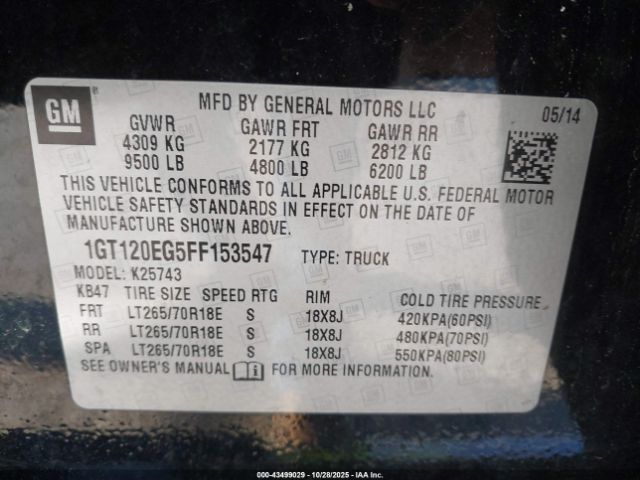 GM
MFD BY GENERAL MOTORS LLC 05/14
GVWR GAWR FRT GAWR RR
4309 KG 2177 KG 2812 KG
9500 LB 4800 LB 6200 LB
THIS VEHICLE CONFORMS TO ALL APPLICABLE U.S. FEDERAL MOTOR
VEHICLE SAFETY STANDARDS IN EFFECT ON THE DATE OF
MANUFACTURE SHOWN ABOVE.
1GT120EG5FF153547 TYPE: TRUCK
MODEL: K25743
KB47 TIRE SIZE SPEED RTG RIM COLD TIRE PRESSURE
FRT LT265/70R18E S 18X8J 420KPA(60PSI)
RR LT265/70R18E S 18X8J 480KPA(70PSI)
SPA LT265/70R18E S 18X8J 550KPA(80PSI)
SEE OWNER'S MANUAL FOR MORE INFORMATION.
000-43499029 | 10/28/2025 | IAAI.COM